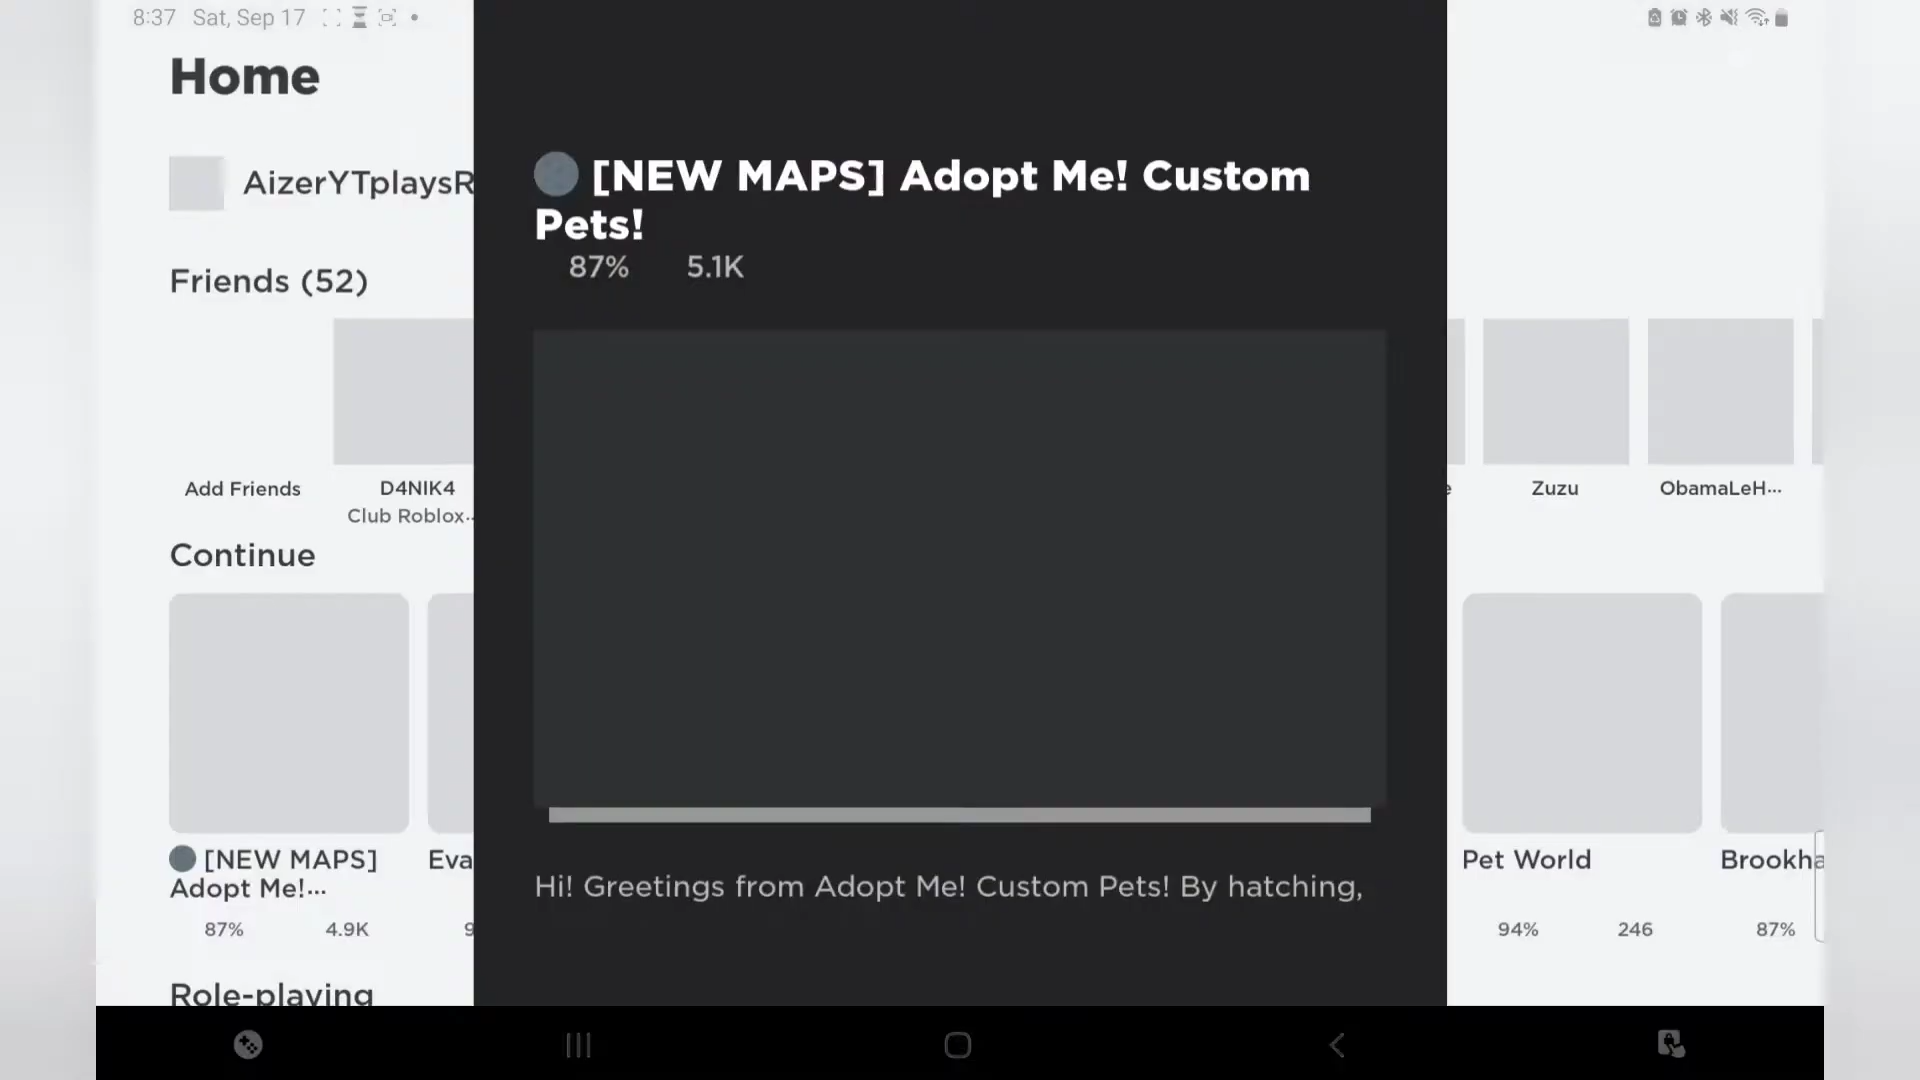 8:37 Sat, Sep 17
Home
AizerYTplaysR
Friends (52)
Add Friends
D4NIK4
Club Roblox..
Zuzu
ObamaLeH...
Continue
[NEW MAPS]
Adopt Me!...
87% 4.9K
Eva
9
Pet World
94% 246
Brookha
87%
Role-playing
[NEW MAPS] Adopt Me! Custom
Pets!
87% 5.1K
Hi! Greetings from Adopt Me! Custom Pets! By hatching,